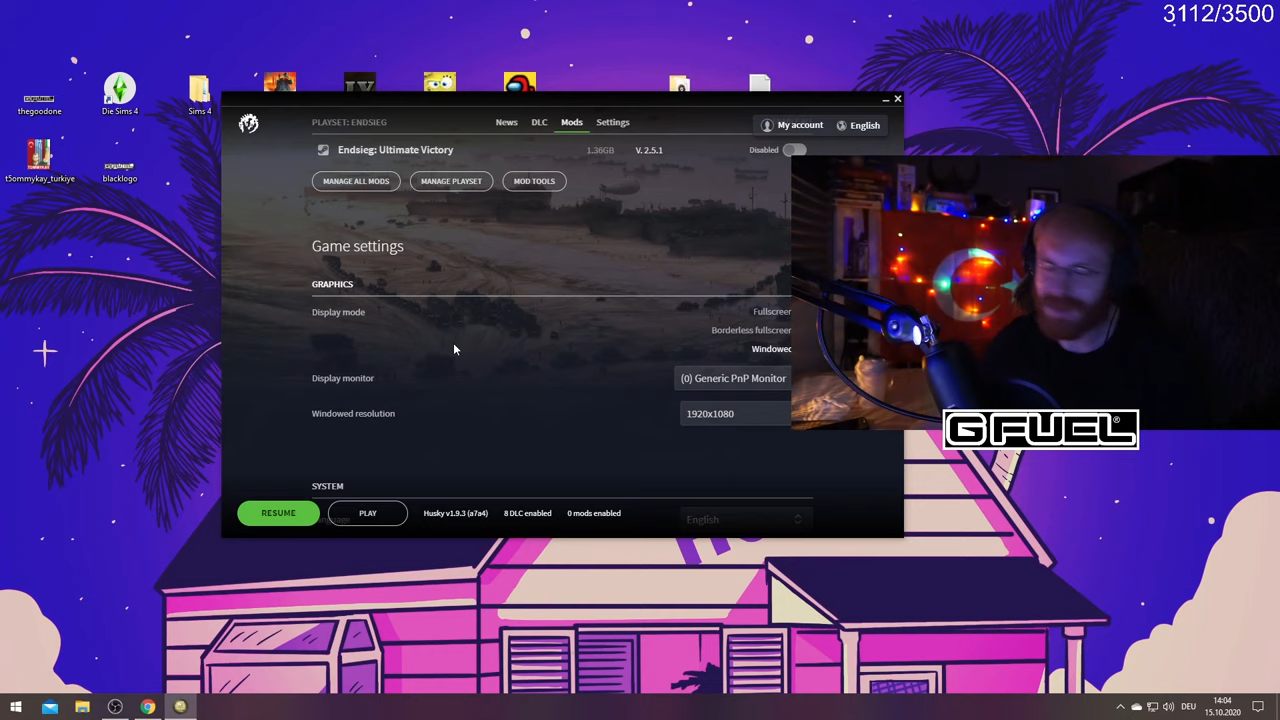 3112/3500
thegoodone
Die Sims 4
Sims 4
IV
t5ommykay_turkiye
blacklogo
PLAYSET: ENDSIEG
News
DLC
Mods
Settings
My account
English
Endsieg: Ultimate Victory
1.36GB
V. 2.5.1
Disabled
MANAGE ALL MODS
MANAGE PLAYSET
MOD TOOLS
Game settings
GRAPHICS
Display mode
Fullscreen
Borderless fullscreen
Windowed
Display monitor
(0) Generic PnP Monitor
Windowed resolution
1920x1080
G FUEL®
SYSTEM
RESUME
PLAY
Husky v1.9.3 (a7a4)
8 DLC enabled
0 mods enabled
Language
English
DEU
14:04
15.10.2020